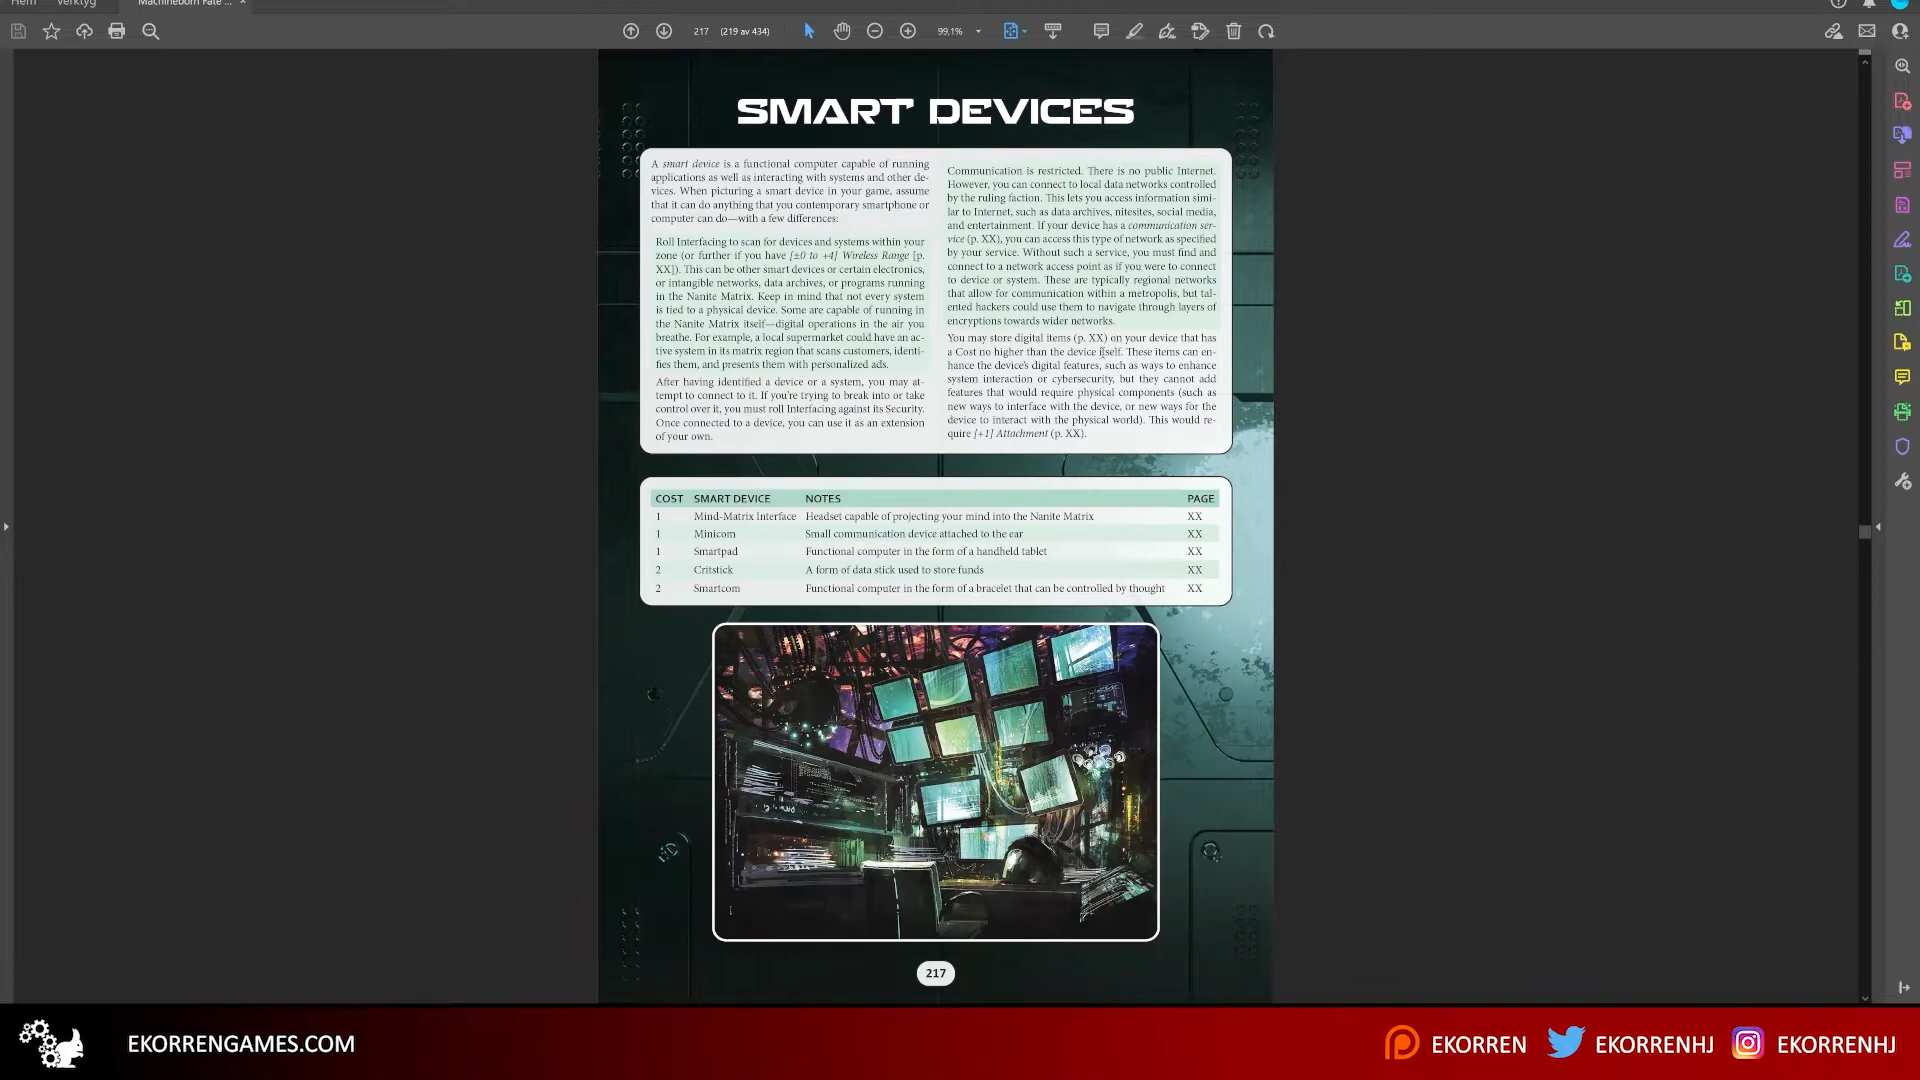 Hem Verktyg Machineborn Fate ... ×
217 (219 av 434) 99,1%
SMART DEVICES
A smart device is a functional computer capable of running
applications as well as interacting with systems and other de-
vices. When picturing a smart device in your game, assume
that it can do anything that you contemporary smartphone or
computer can do—with a few differences:
Roll Interfacing to scan for devices and systems within your
zone (or further if you have [±0 to +4] Wireless Range [p.
XX]). This can be other smart devices or certain electronics,
or intangible networks, data archives, or programs running
in the Nanite Matrix. Keep in mind that not every system
is tied to a physical device. Some are capable of running in
the Nanite Matrix itself—digital operations in the air you
breathe. For example, a local supermarket could have an ac-
tive system in its matrix region that scans customers, identi-
fies them, and presents them with personalized ads.
After having identified a device or a system, you may at-
tempt to connect to it. If you're trying to break into or take
control over it, you must roll Interfacing against its Security.
Once connected to a device, you can use it as an extension
of your own.
Communication is restricted. There is no public Internet.
However, you can connect to local data networks controlled
by the ruling faction. This lets you access information simi-
lar to Internet, such as data archives, nitesites, social media,
and entertainment. If your device has a communication ser-
vice (p. XX), you can access this type of network as specified
by your service. Without such a service, you must find and
connect to a network access point as if you were to connect
to device or system. These are typically regional networks
that allow for communication within a metropolis, but tal-
ented hackers could use them to navigate through layers of
encryptions towards wider networks.
You may store digital items (p. XX) on your device that has
a Cost no higher than the device itself. These items can en-
hance the device's digital features, such as ways to enhance
system interaction or cybersecurity, but they cannot add
features that would require physical components (such as
new ways to interface with the device, or new ways for the
device to interact with the physical world). This would re-
quire [+1] Attachment (p. XX).
COST SMART DEVICE NOTES PAGE
1 Mind-Matrix Interface Headset capable of projecting your mind into the Nanite Matrix XX
1 Minicom Small communication device attached to the ear XX
1 Smartpad Functional computer in the form of a handheld tablet XX
2 Critstick A form of data stick used to store funds XX
2 Smartcom Functional computer in the form of a bracelet that can be controlled by thought XX
217
EKORRENGAMES.COM EKORREN EKORRENHJ EKORRENHJ